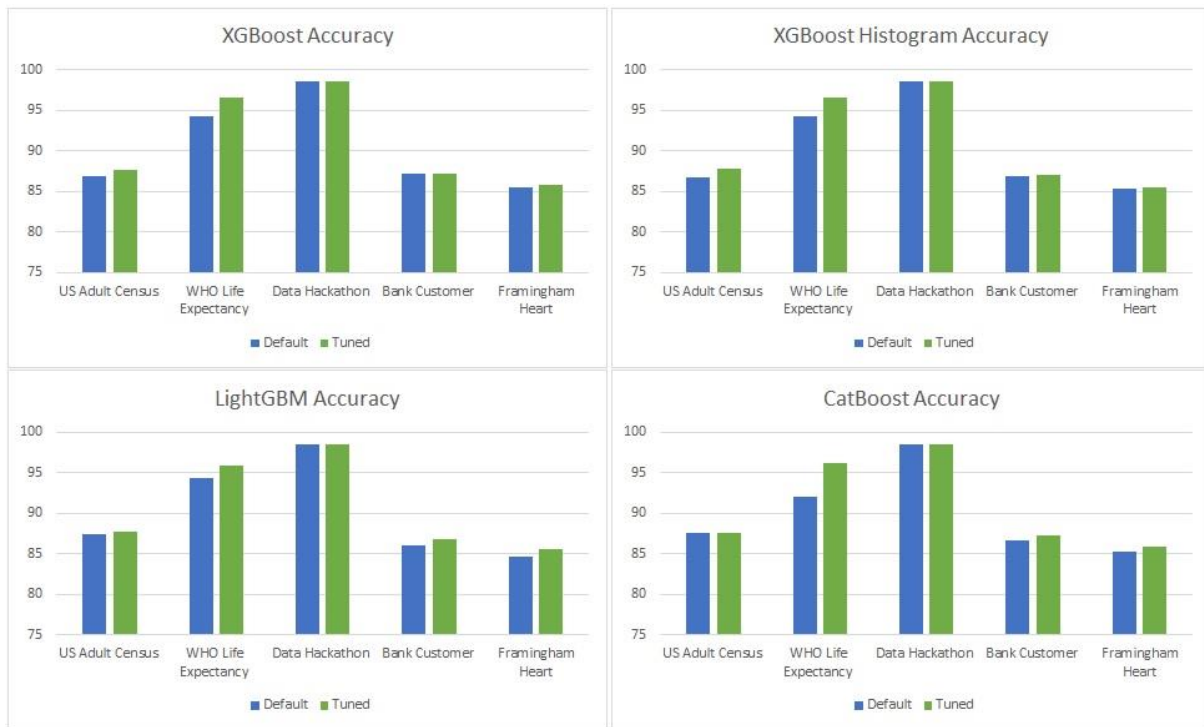 XGBoost Accuracy
100
95
90
85
80
75
US Adult Census WHO Life Data Hackathon Bank Customer Framingham
Expectancy Heart
Default Tuned
XGBoost Histogram Accuracy
100
95
90
85
80
75
US Adult Census WHO Life Data Hackathon Bank Customer Framingham
Expectancy Heart
Default Tuned
LightGBM Accuracy
100
95
90
85
80
75
US Adult Census WHO Life Data Hackathon Bank Customer Framingham
Expectancy Heart
Default Tuned
CatBoost Accuracy
100
95
90
85
80
75
US Adult Census WHO Life Data Hackathon Bank Customer Framingham
Expectancy Heart
Default Tuned